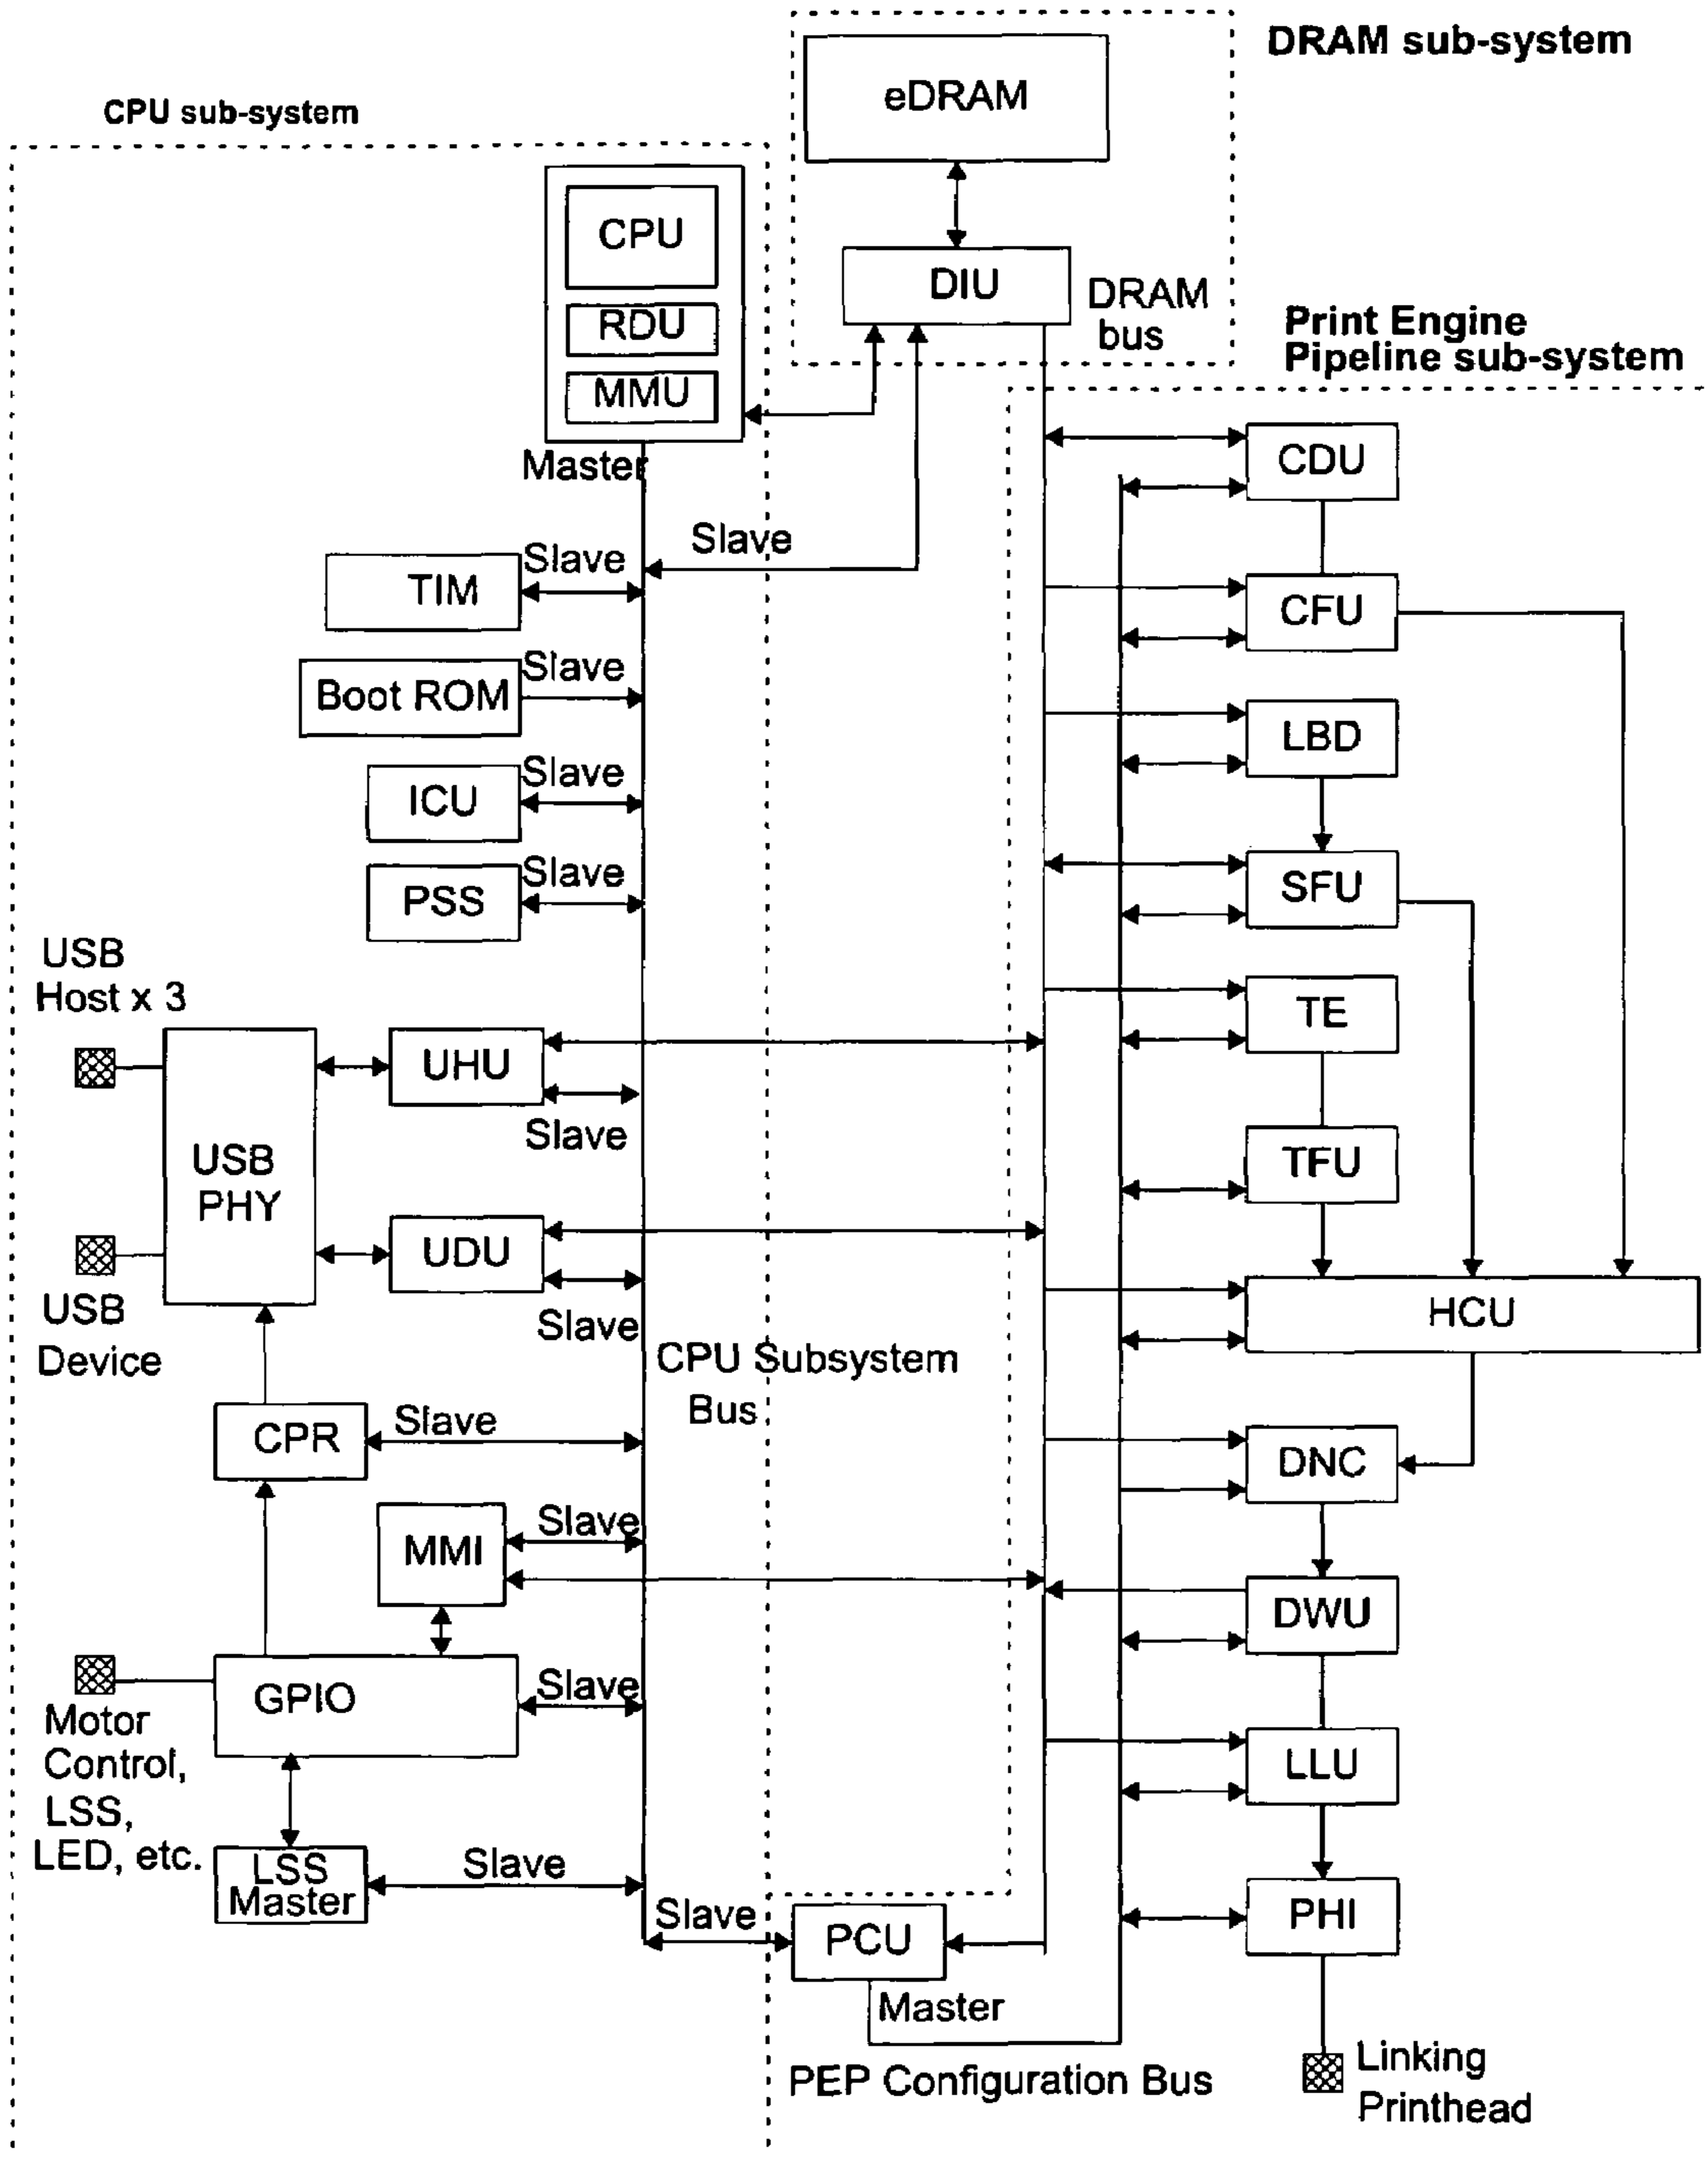 DRAM sub-system
eDRAM
CPU sub-system
CPU
RDU
MMU
Master
DIU
DRAM
bus
Print Engine
Pipeline sub-system
Slave
TIM
Slave
Boot ROM
Slave
ICU
Slave
PSS
Slave
USB
Host x 3
USB
PHY
UHU
Slave
UDU
Slave
USB
Device
CPU Subsystem
Bus
CPR
Slave
MMI
Slave
GPIO
Slave
Motor
Control,
LSS,
LED, etc.
LSS
Master
Slave
Slave
PCU
Master
PEP Configuration Bus
CDU
CFU
LBD
SFU
TE
TFU
HCU
DNC
DWU
LLU
PHI
Linking
Printhead